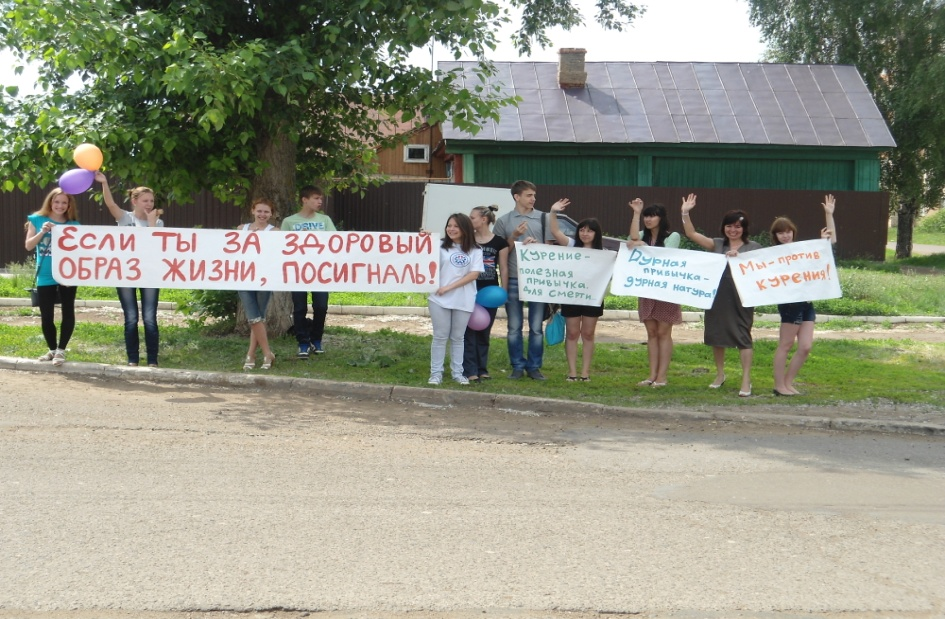 Если ты за здоровый
образ жизни, посигналь!
Курение-
полезная
привычка
для смерти.
Дурная
привычка-
дурная натура!
Мы-против
курения!